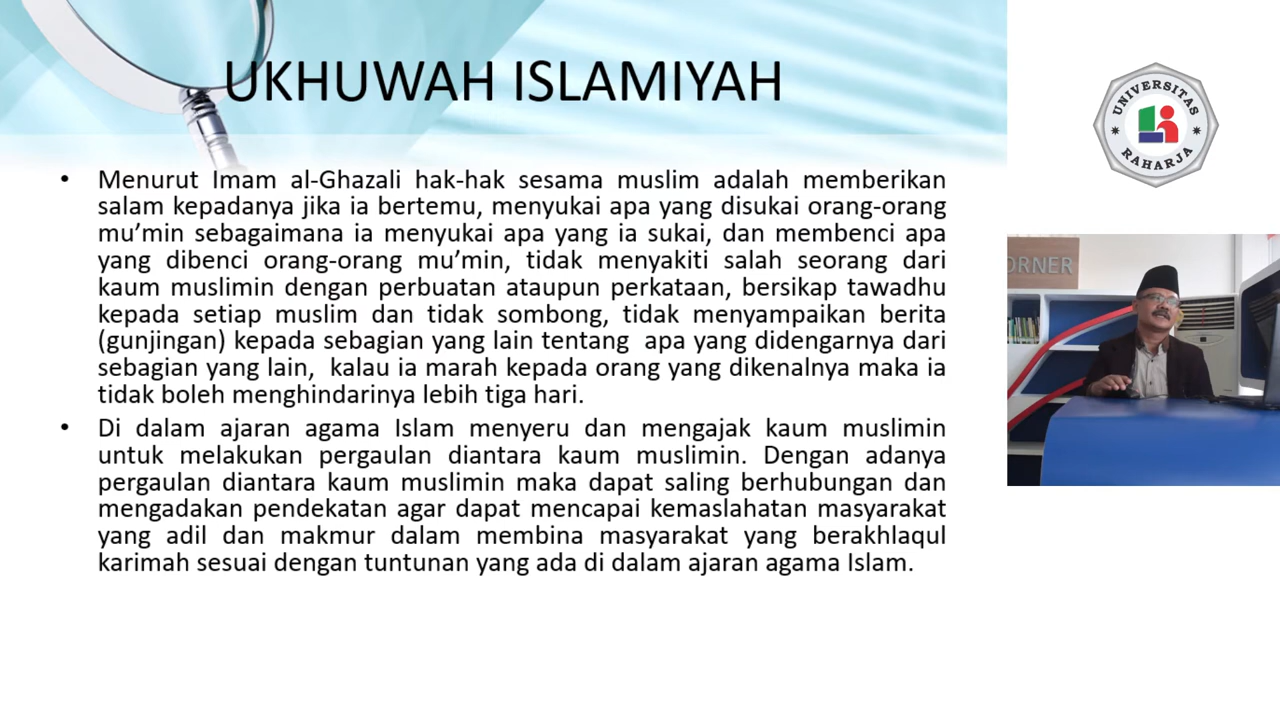 UKHUWAH ISLAMIYAH
• Menurut Imam al-Ghazali hak-hak sesama muslim adalah memberikan
salam kepadanya jika ia bertemu, menyukai apa yang disukai orang-orang
mu’min sebagaimana ia menyukai apa yang ia sukai, dan membenci apa
yang dibenci orang-orang mu’min, tidak menyakiti salah seorang dari
kaum muslimin dengan perbuatan ataupun perkataan, bersikap tawadhu
kepada setiap muslim dan tidak sombong, tidak menyampaikan berita
(gunjingan) kepada sebagian yang lain tentang  apa yang didengarnya dari
sebagian yang lain,  kalau ia marah kepada orang yang dikenalnya maka ia
tidak boleh menghindarinya lebih tiga hari.
• Di dalam ajaran agama Islam menyeru dan mengajak kaum muslimin
untuk melakukan pergaulan diantara kaum muslimin. Dengan adanya
pergaulan diantara kaum muslimin maka dapat saling berhubungan dan
mengadakan pendekatan agar dapat mencapai kemaslahatan masyarakat
yang adil dan makmur dalam membina masyarakat yang berakhlaqul
karimah sesuai dengan tuntunan yang ada di dalam ajaran agama Islam.
UNIVERSITAS
RAHARJA
ORNER